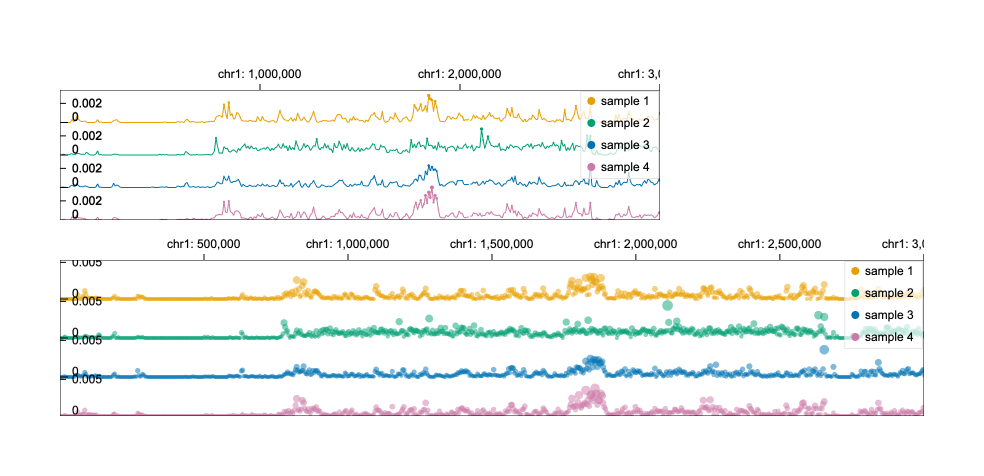 chr1: 1,000,000 chr1: 2,000,000 chr1: 3,0
0.002 sample 1
0
0.002 sample 2
0
0.002 sample 3
0
0.002 sample 4
0
chr1: 500,000 chr1: 1,000,000 chr1: 1,500,000 chr1: 2,000,000 chr1: 2,500,000 chr1: 3,0
0.005 sample 1
0 sample 2
0.005
0 sample 3
0.005 sample 4
0
0.005
0